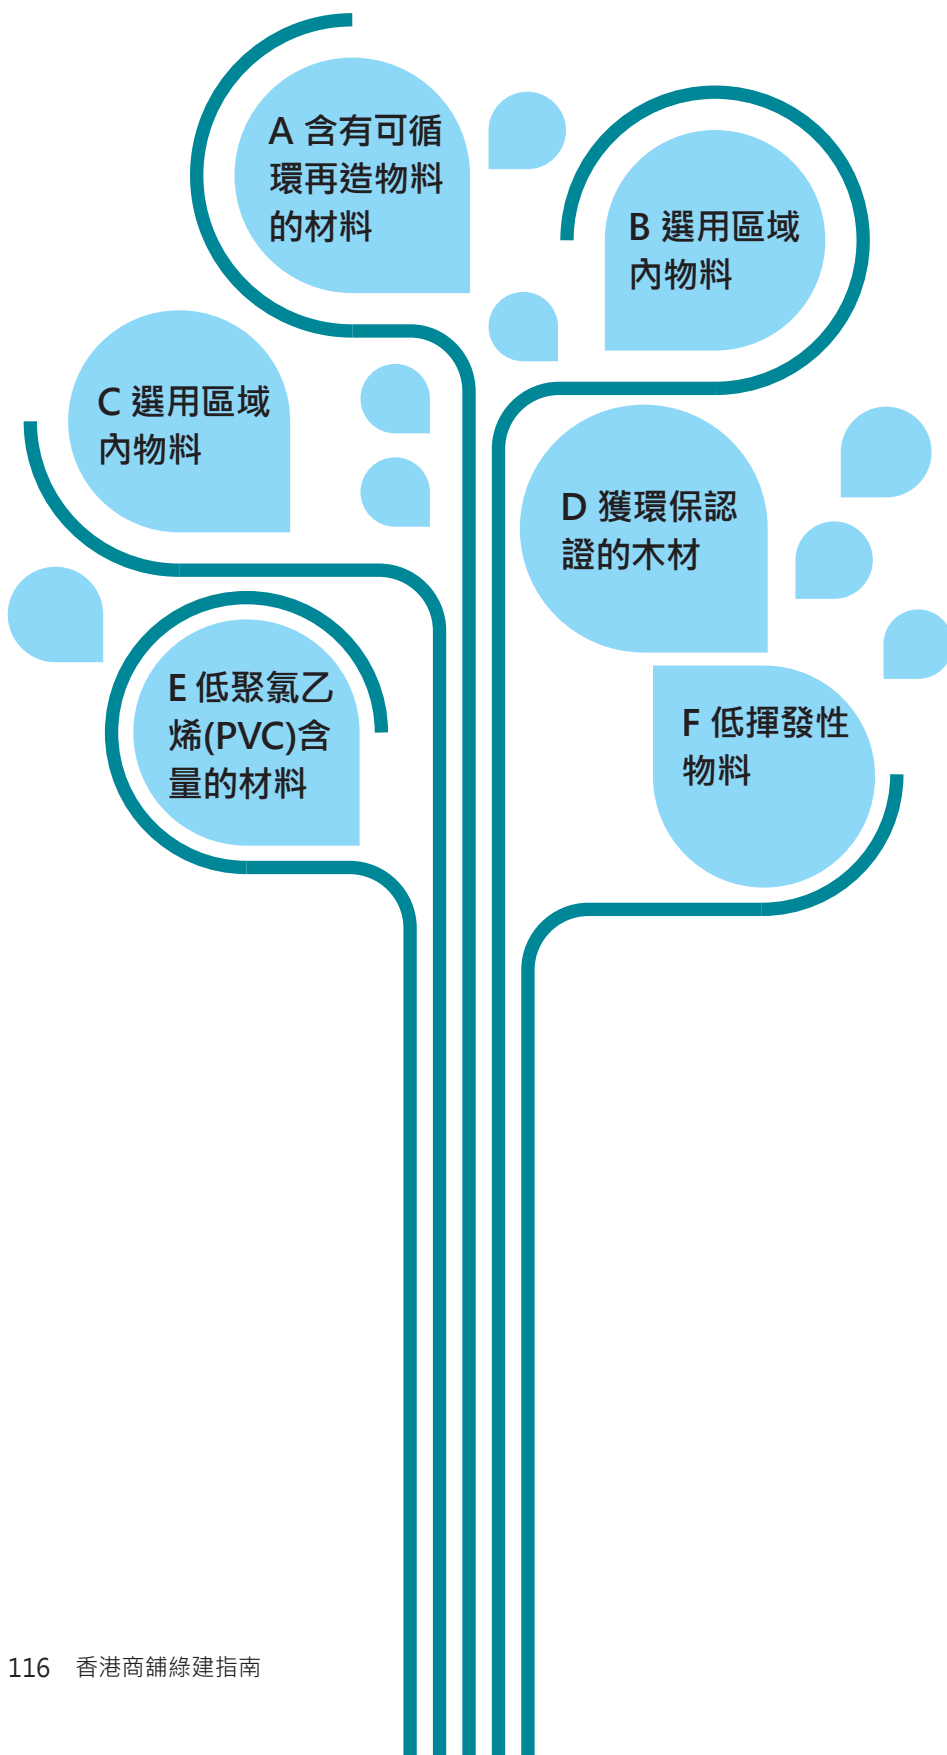 A 含有可循
環再造物料
的材料
B 選用區域
內物料
C 選用區域
內物料
D 獲環保認
證的木材
E 低聚氯乙
烯(PVC)含
量的材料
F 低揮發性
物料
116 香港商舖綠建指南